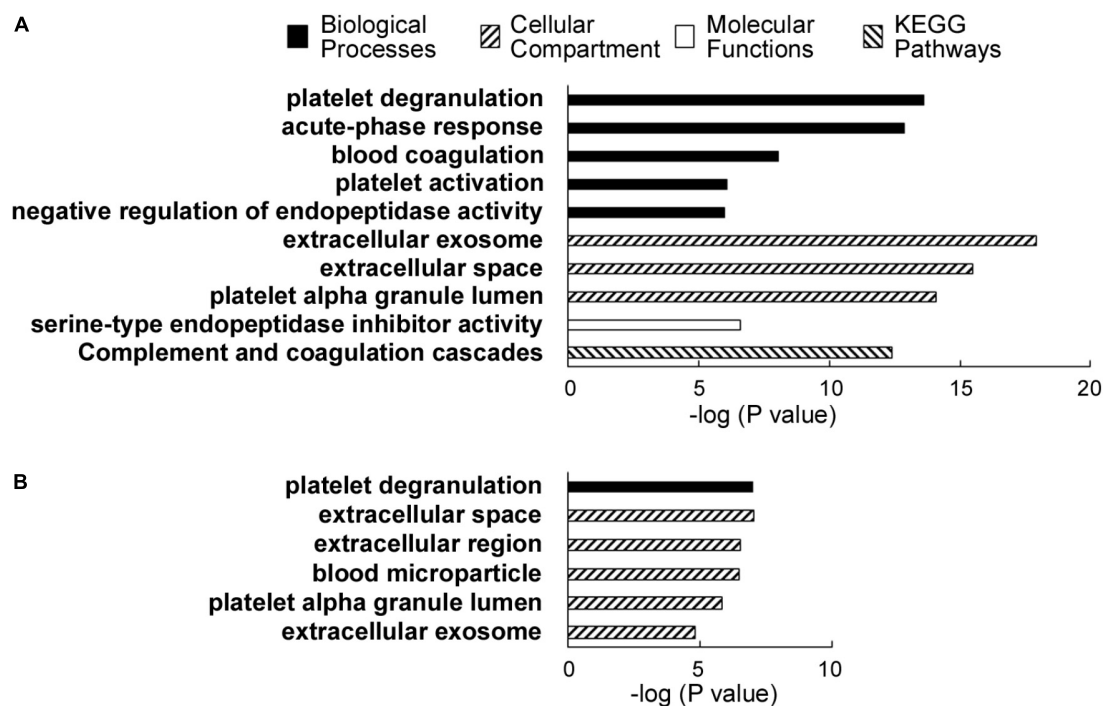 A
Biological Processes
Cellular Compartment
Molecular Functions
KEGG Pathways
platelet degranulation
acute-phase response
blood coagulation
platelet activation
negative regulation of endopeptidase activity
extracellular exosome
extracellular space
platelet alpha granule lumen
serine-type endopeptidase inhibitor activity
Complement and coagulation cascades
0 5 10 15 20
-log (P value)
B
platelet degranulation
extracellular space
extracellular region
blood microparticle
platelet alpha granule lumen
extracellular exosome
0 5 10
-log (P value)